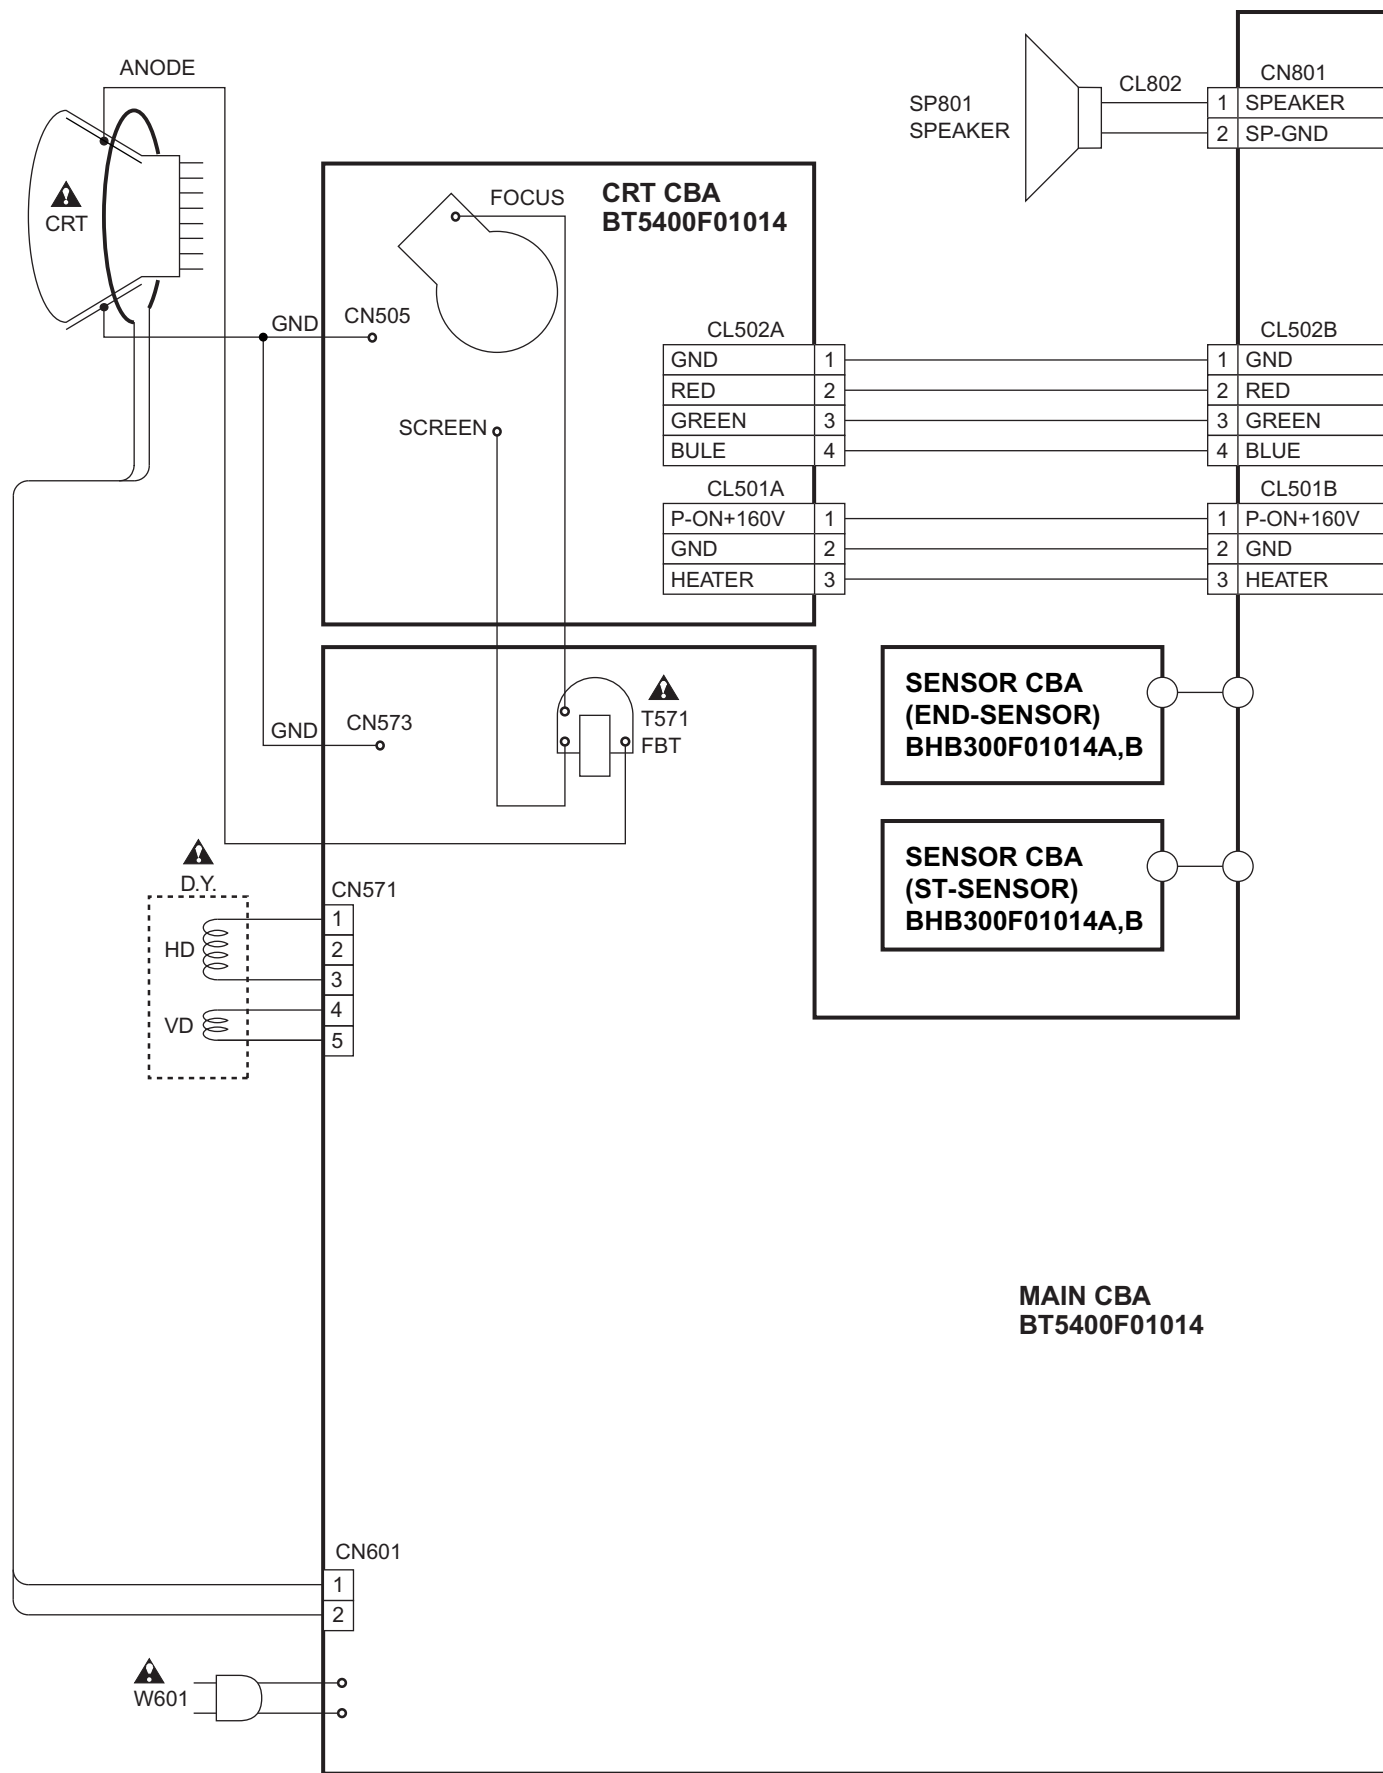 ANODE
CRT
SP801
SPEAKER
CL802
CN801
1 SPEAKER
2 SP-GND
FOCUS
CRT CBA
BT5400F01014
GND
CN505
SCREEN
CL502A
GND 1
RED 2
GREEN 3
BULE 4
CL501A
P-ON+160V 1
GND 2
HEATER 3
CL502B
1 GND
2 RED
3 GREEN
4 BLUE
CL501B
1 P-ON+160V
2 GND
3 HEATER
GND
CN573
T571
FBT
SENSOR CBA
(END-SENSOR)
BHB300F01014A,B
SENSOR CBA
(ST-SENSOR)
BHB300F01014A,B
D.Y.
HD
VD
CN571
1
2
3
4
5
MAIN CBA
BT5400F01014
CN601
1
2
W601